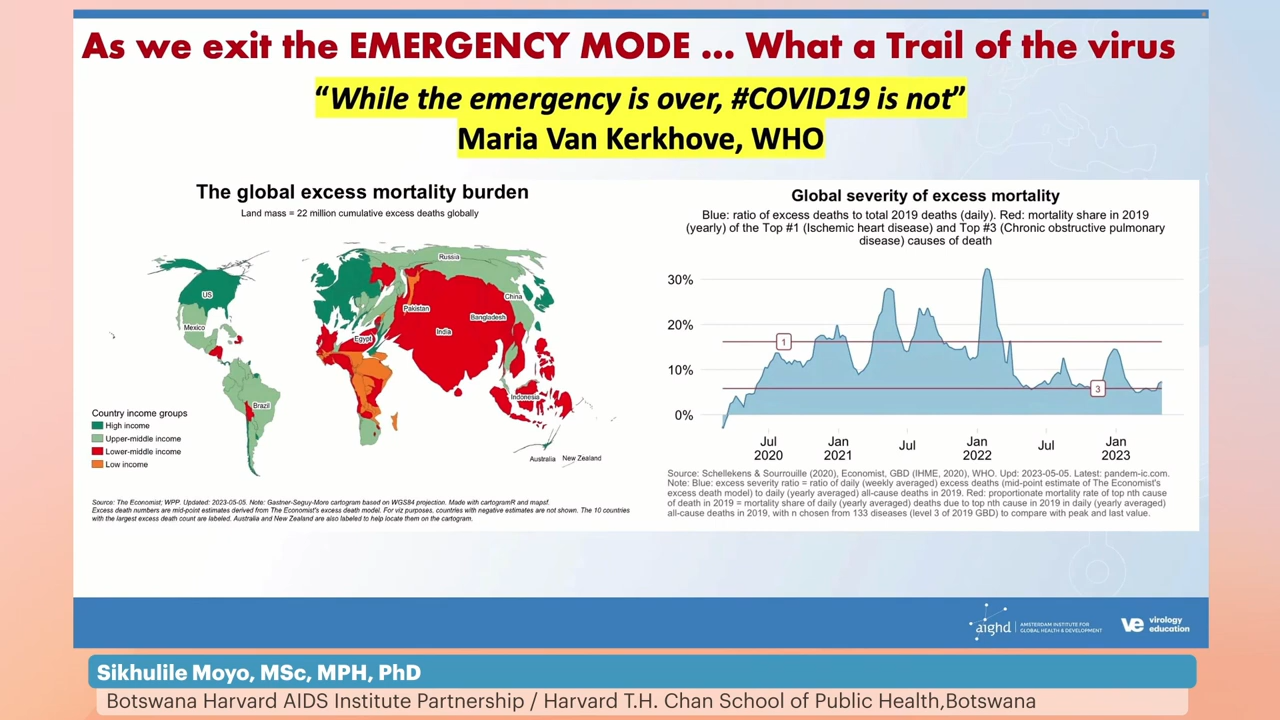 As we exit the EMERGENCY MODE ... What a Trail of the virus
“While the emergency is over, #COVID19 is not”
Maria Van Kerkhove, WHO
The global excess mortality burden
Land mass = 22 million cumulative excess deaths globally
Russia
US
China
Mexico
Pakistan
Bangladesh
India
Egypt
Brazil
Indonesia
Australia
New Zealand
Country income groups
High income
Upper-middle income
Lower-middle income
Low income
Source: The Economist; WPP. Updated: 2023-05-05. Note: Gastner-Seguy-More cartogram based on WGS84 projection. Made with cartogramR and mapsf.
Excess death numbers are mid-point estimates derived from The Economist's excess death model. For viz purposes, countries with negative estimates are not shown. The 10 countries
with the largest excess death count are labeled. Australia and New Zealand are also labeled to help locate them on the cartogram.
Global severity of excess mortality
Blue: ratio of excess deaths to total 2019 deaths (daily). Red: mortality share in 2019
(yearly) of the Top #1 (Ischemic heart disease) and Top #3 (Chronic obstructive pulmonary
disease) causes of death
30%
20%
10%
0%
1
3
Jul
2020
Jan
2021
Jul
Jan
2022
Jul
Jan
2023
Source: Schellekens & Sourrouille (2020), Economist, GBD (IHME, 2020), WHO. Upd: 2023-05-05. Latest: pandem-ic.com.
Note: Blue: excess severity ratio = ratio of daily (weekly averaged) excess deaths (mid-point estimate of The Economist's
excess death model) to daily (yearly averaged) all-cause deaths in 2019. Red: proportionate mortality rate of top nth cause
of death in 2019 = mortality share of daily (yearly averaged) deaths due to top nth cause in 2019 in daily (yearly averaged)
all-cause deaths in 2019, with n chosen from 133 diseases (level 3 of 2019 GBD) to compare with peak and last value.
aighd
AMSTERDAM INSTITUTE FOR
GLOBAL HEALTH & DEVELOPMENT
ve
virology
education
Sikhulile Moyo, MSc, MPH, PhD
Botswana Harvard AIDS Institute Partnership / Harvard T.H. Chan School of Public Health,Botswana